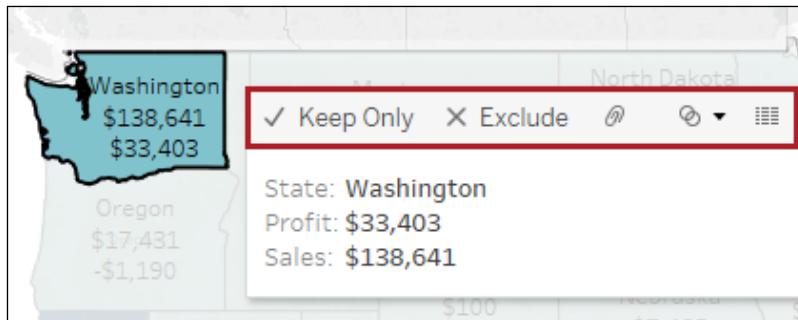 Washington
$138,641
$33,403
North Dakota
Keep Only Exclude
State: Washington
Profit: $33,403
Sales: $138,641
Oregon
$17,431
-$1,190
$100
Nebraska